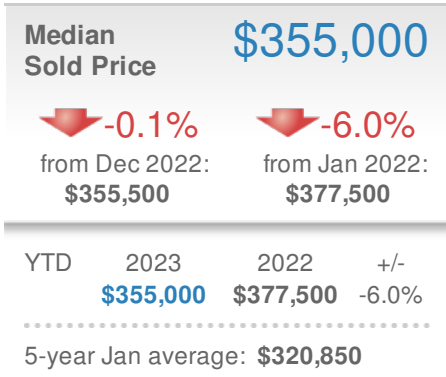 Median $355,000
Sold Price
-0.1% -6.0%
from Dec 2022: from Jan 2022:
$355,500 $377,500
YTD 2023 2022 +/-
$355,000 $377,500 -6.0%
5-year Jan average: $320,850